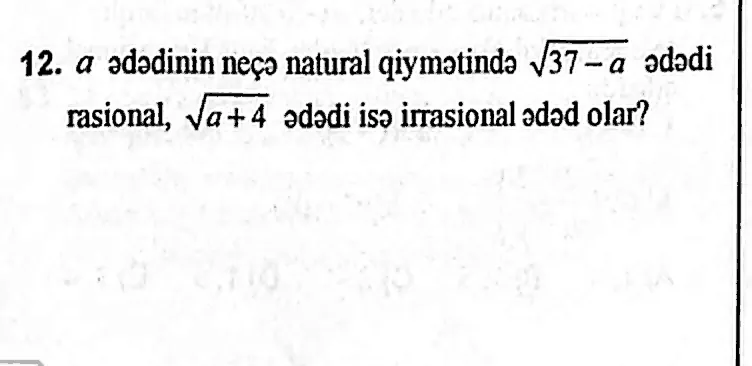 12. a ədədinin neçə natural qiymətində √37 – a ədədi
rasional, √a + 4 ədədi isə irrasional ədəd olar?